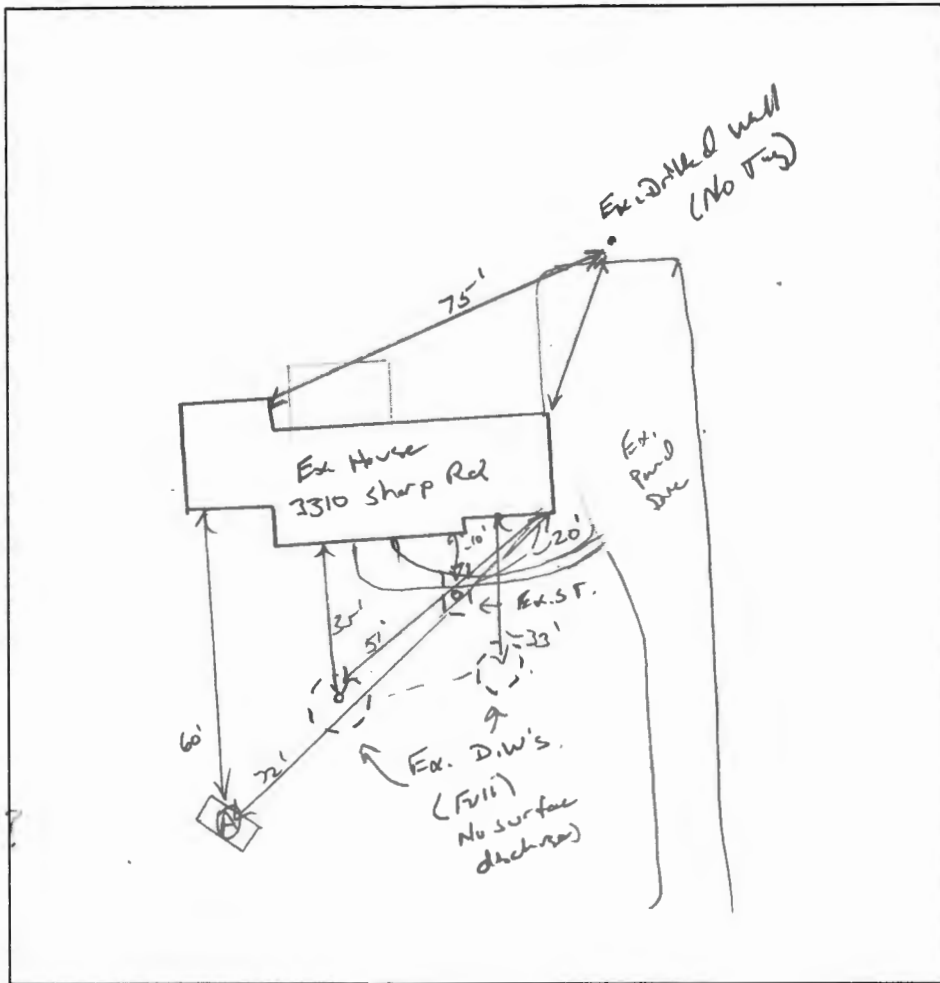 Ex. Drilled well
(No Tag)
75'
Ex. House
3310 Sharp Rd
Ex.
Pav'd
Drive
10'
20'
Ex. S.T.
35'
51'
33'
60'
72'
Ex. D.W's.
(Full)
No surface
discharge)
A